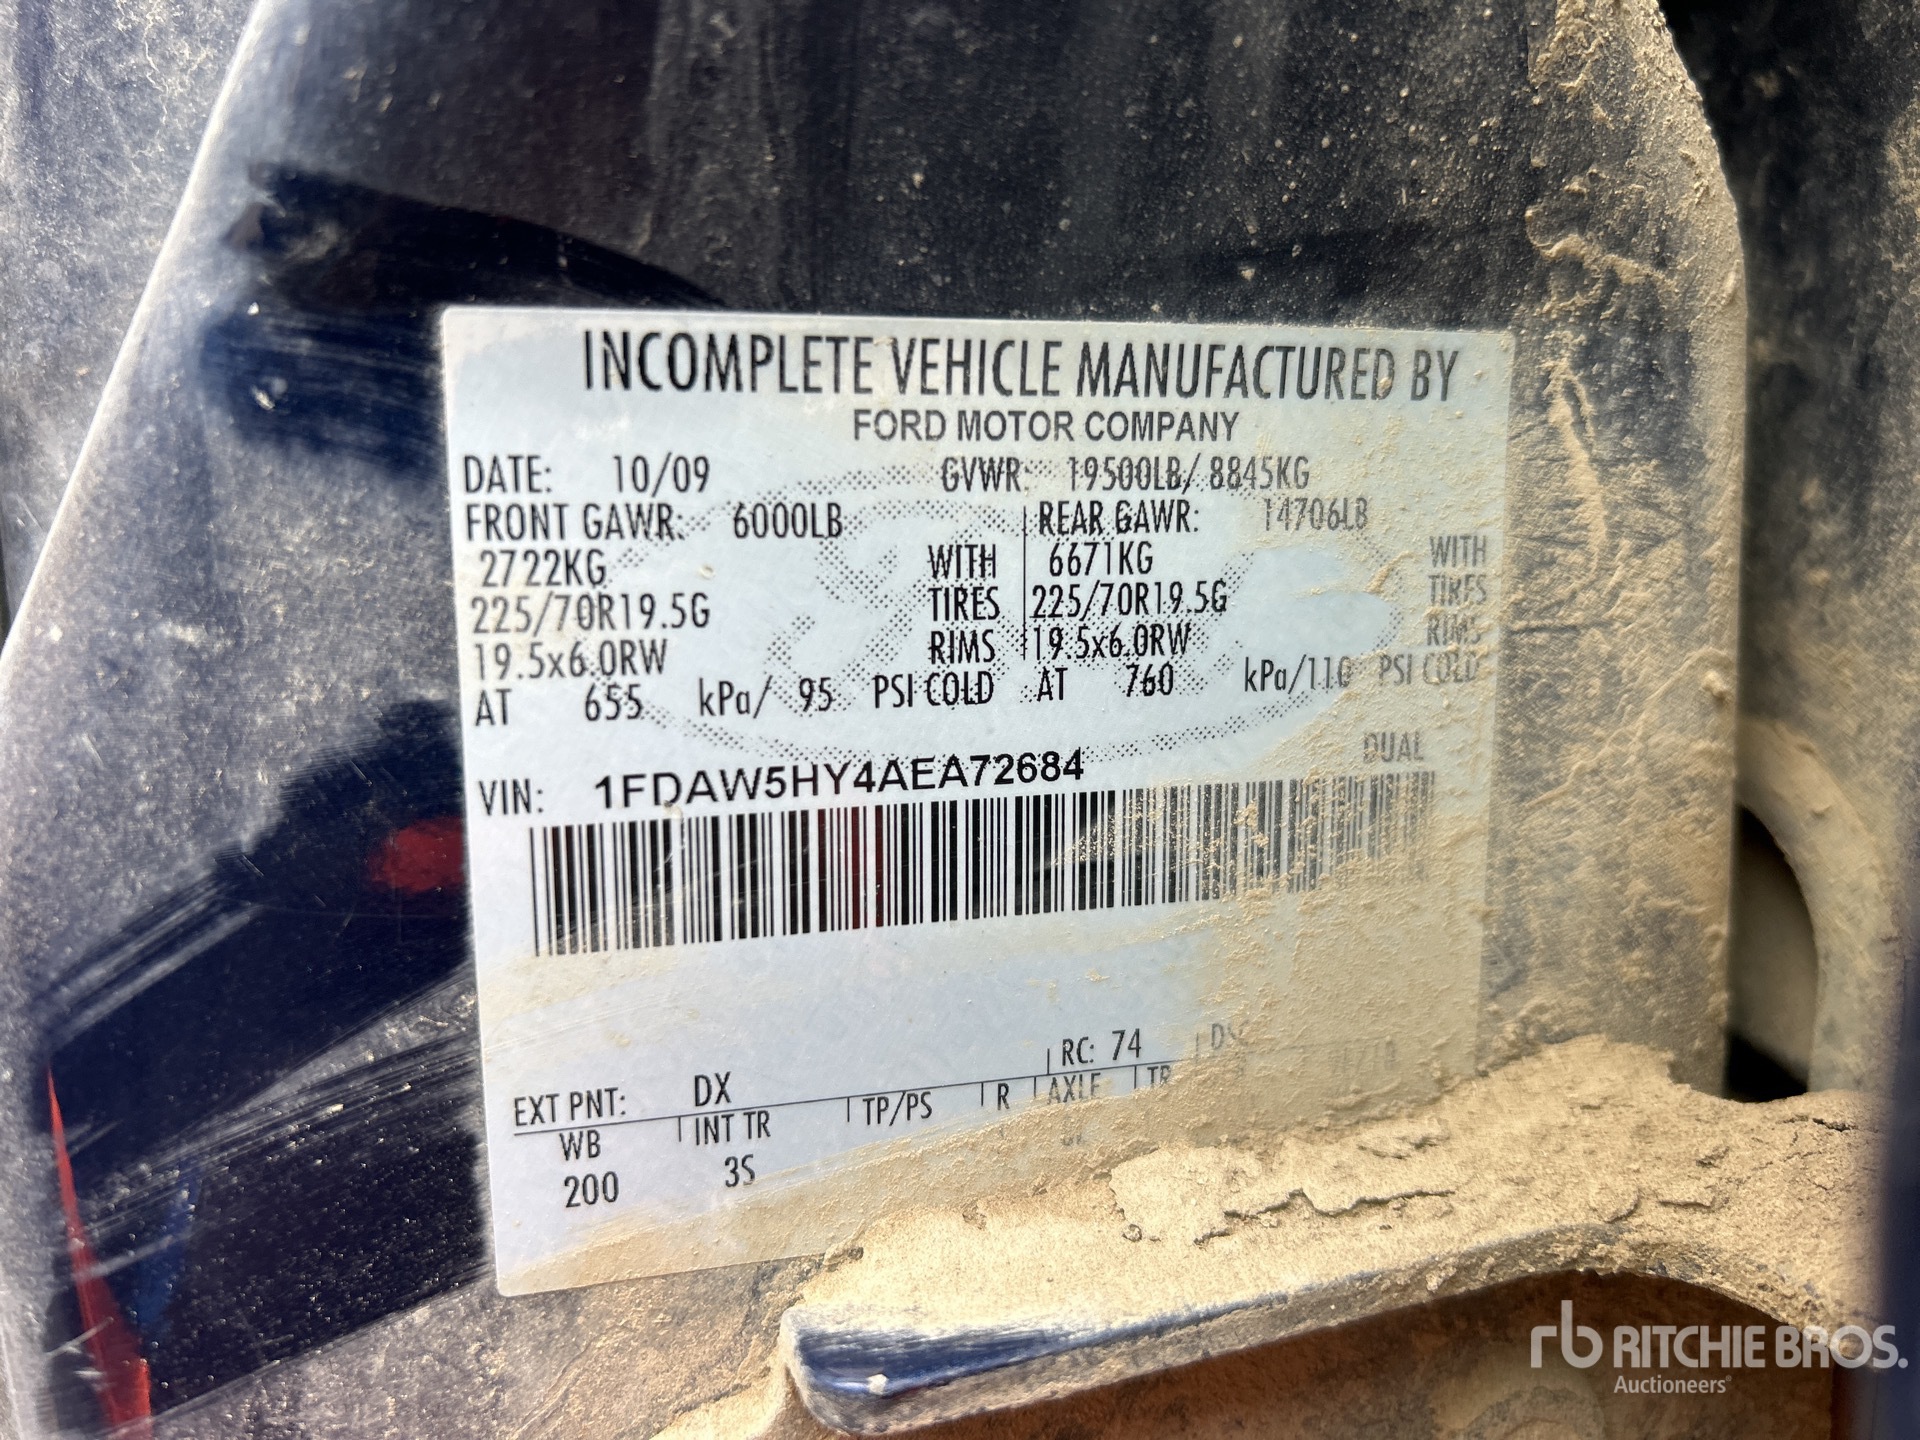 INCOMPLETE VEHICLE MANUFACTURED BY
FORD MOTOR COMPANY
DATE: 10/09 GVWR: 19500LB/ 8845KG
FRONT GAWR: 6000LB REAR GAWR: 14706LB
2722KG WITH 6671KG WITH
225/70R19.5G TIRES 225/70R19.5G TIRES
19.5x6.0RW RIMS 19.5x6.0RW RIMS
AT 655 kPa/ 95 PSI COLD AT 760 kPa/110 PSI COLD
DUAL
VIN: 1FDAW5HY4AEA72684
EXT PNT: DX RC: 74
WB INT TR TP/PS R AXLE TR
200 3S
rb RITCHIE BROS.
Auctioneers